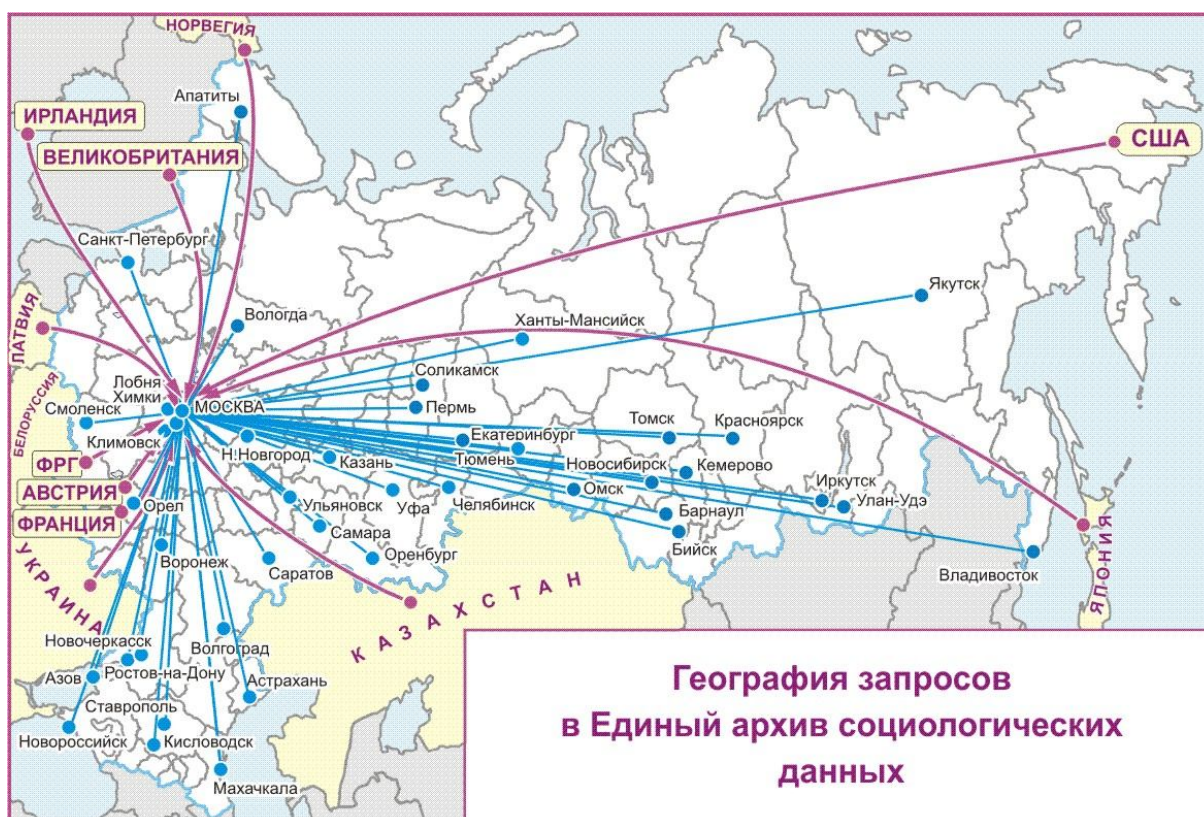 НОРВЕГИЯ
Апатиты
ИРЛАНДИЯ
ВЕЛИКОБРИТАНИЯ
США
Санкт-Петербург
Якутск
ЛАТВИЯ
Вологда
Ханты-Мансийск
Соликамск
Лобня
Химки
МОСКВА
Смоленск
БЕЛОРУССИЯ
Пермь
Томск
Красноярск
Климовск
Екатеринбург
Н.Новгород
Казань
Тюмень
Новосибирск
Кемерово
ФРГ
АВСТРИЯ
ФРАНЦИЯ
Орел
Ульяновск
Уфа
Челябинск
Омск
Иркутск
Улан-Удэ
Барнаул
Самара
Бийск
Воронеж
Саратов
Оренбург
Владивосток
ЯПОНИЯ
УКРАИНА
КАЗАХСТАН
Новочеркасск
Волгоград
Азов
Ростов-на-Дону
Астрахань
Ставрополь
Новороссийск
Кисловодск
Махачкала
География запросов
в Единый архив социологических
данных